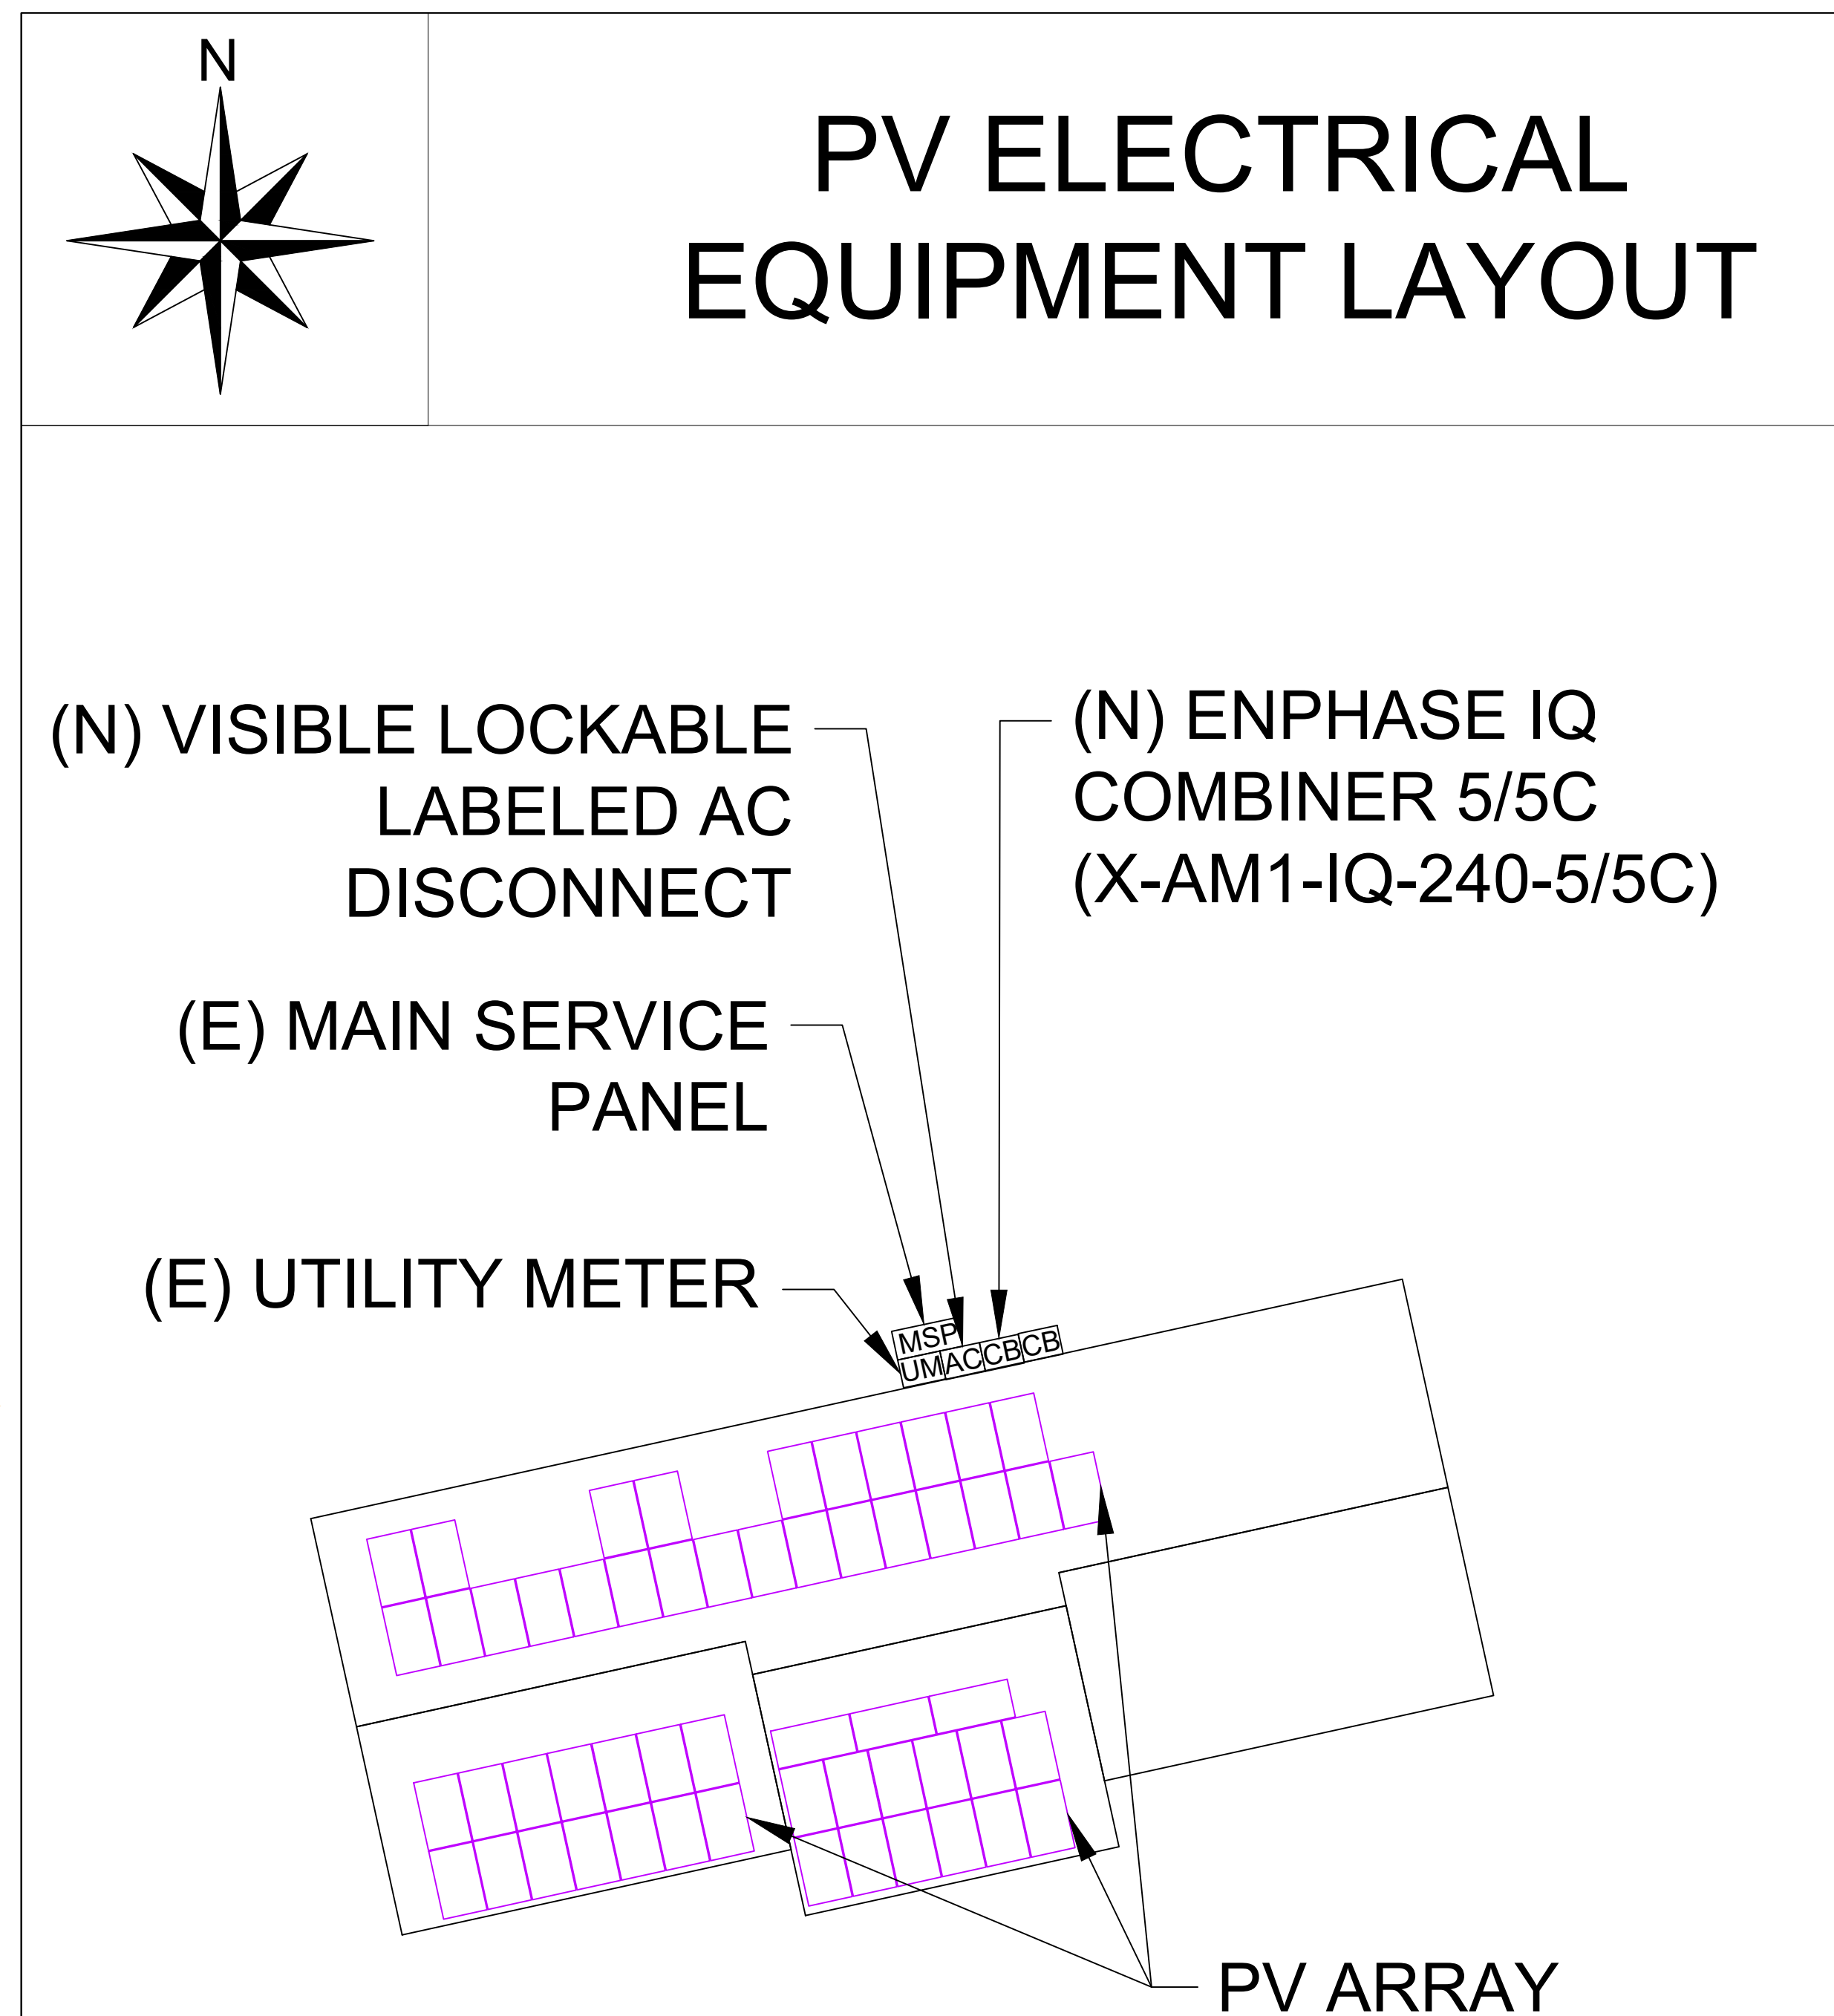 N
PV ELECTRICAL
EQUIPMENT LAYOUT
(N) VISIBLE LOCKABLE
LABELED AC
DISCONNECT
(N) ENPHASE IQ
COMBINER 5/5C
(X-AM1-IQ-240-5/5C)
(E) MAIN SERVICE
PANEL
(E) UTILITY METER
MSP
UM AC CB CB
PV ARRAY